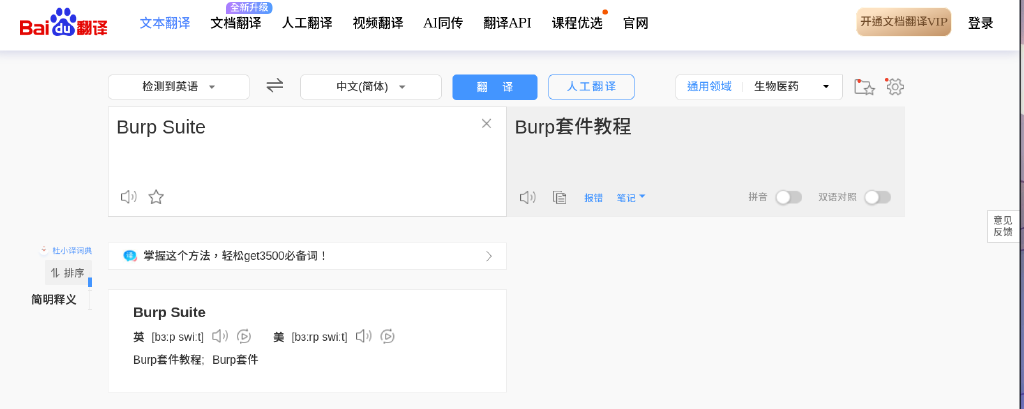 全新升级
Bai du 翻译 文本翻译 文档翻译 人工翻译 视频翻译 AI同传 翻译API 课程优选 官网 开通文档翻译VIP 登录
检测到英语 中文(简体) 翻 译 人工翻译 通用领域 生物医药
Burp Suite
Burp套件教程
报错 笔记 拼音 双语对照
意见
反馈
杜小译词典
排序
简明释义
掌握这个方法，轻松get3500必备词！
Burp Suite
英 [bɜːp swiːt] 美 [bɜːrp swiːt]
Burp套件教程; Burp套件